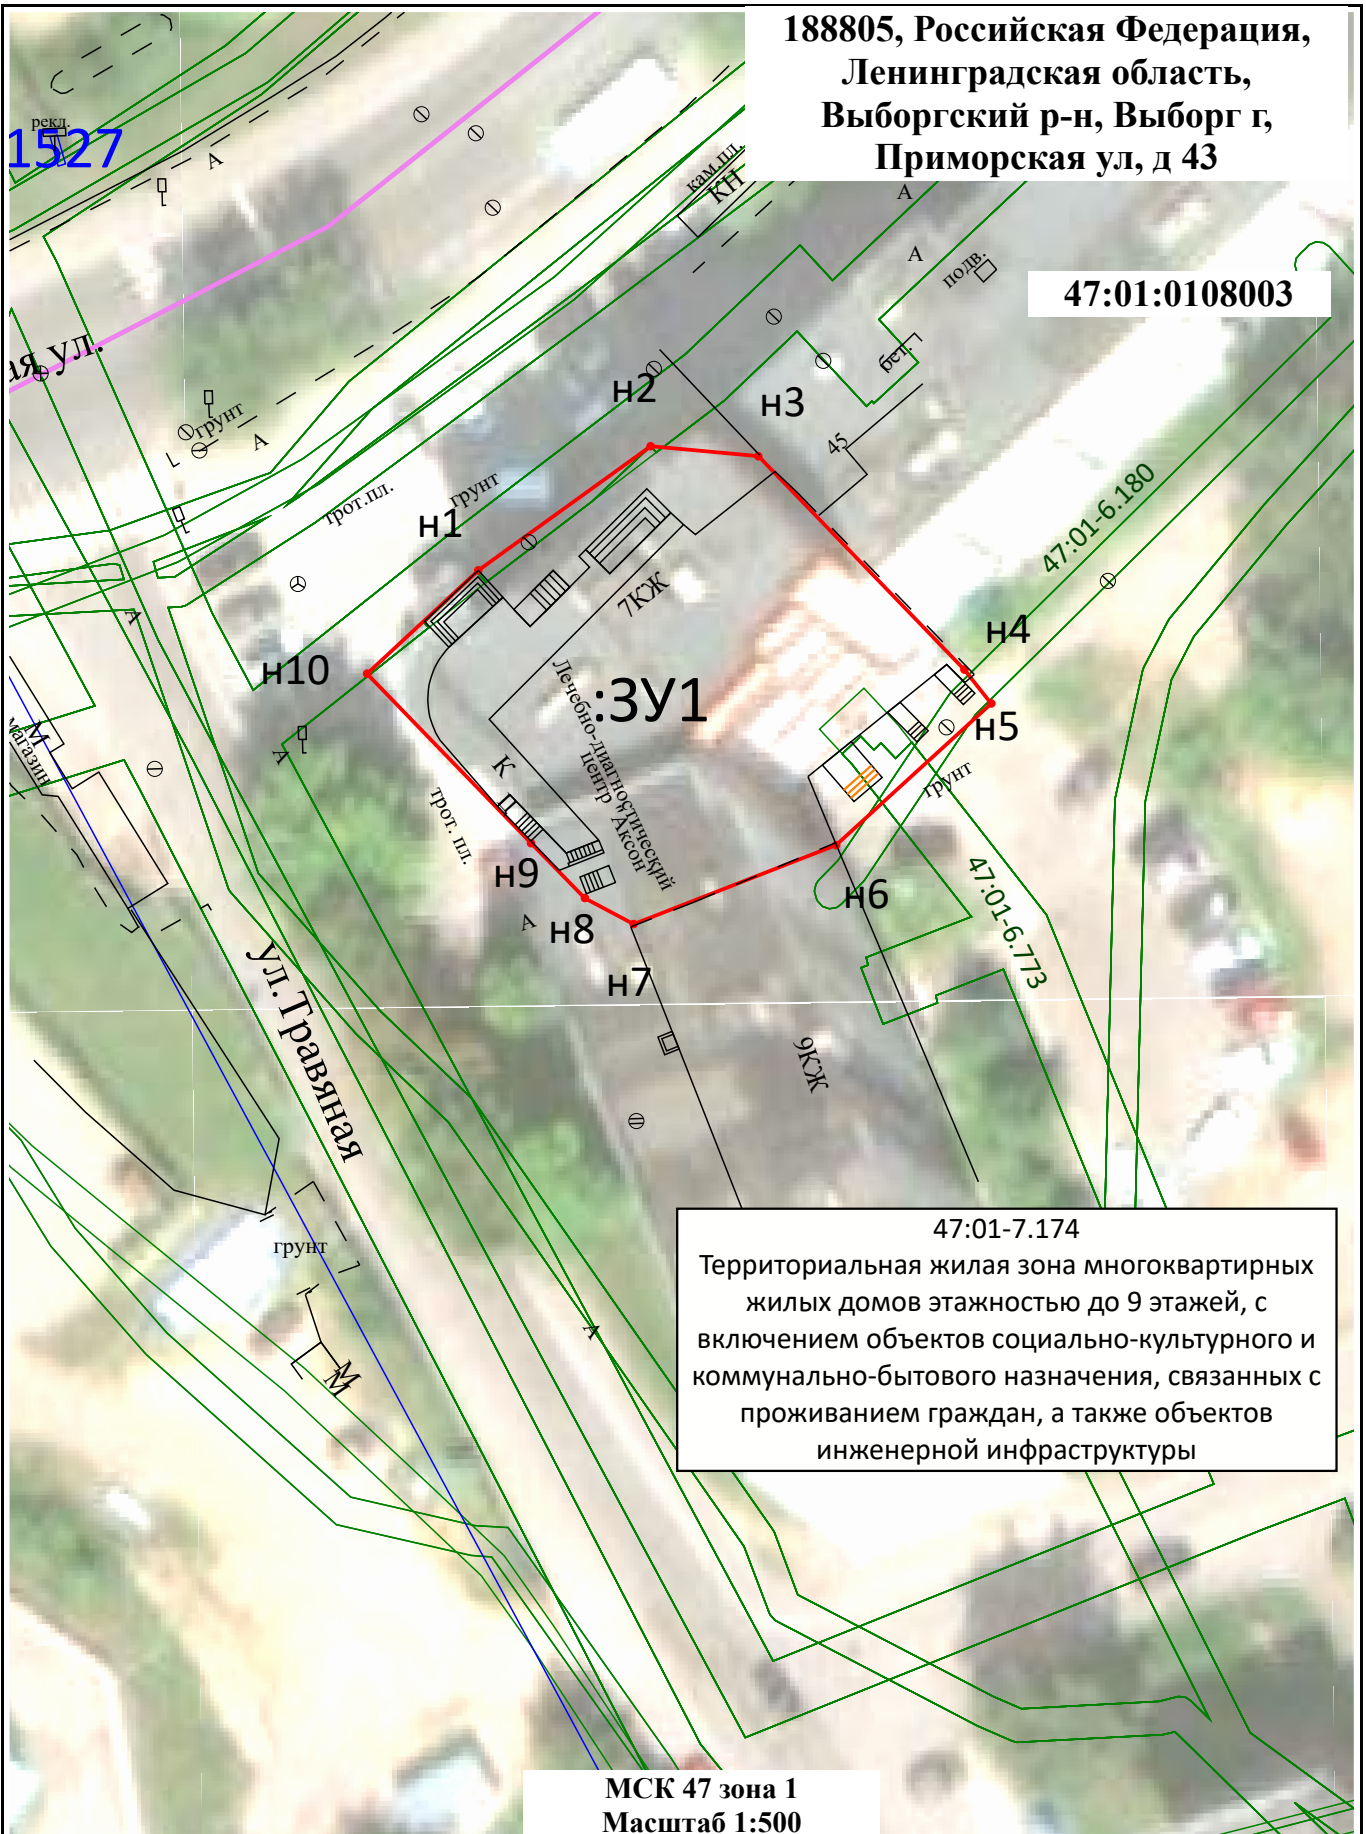 188805, Российская Федерация,
Ленинградская область,
Выборгский р-н, Выборг г,
Приморская ул, д 43
рекл.
1527
А
кам.пл.
КН
А
А
подв.
47:01:0108003
ая ул.
бет.
н2
н3
грунт
А
45
трот.пл.
грунт
н1
47:01-6.180
7КЖ
А
н4
н10
:ЗУ1
Лечебно-диагностический
центр "Аксон"
н5
М
магазин
А
К
грунт
трот. пл.
н9
н6
47:01-6.773
А
н8
н7
ул. Травяная
9КЖ
47:01-7.174
Территориальная жилая зона многоквартирных
жилых домов этажностью до 9 этажей, с
включением объектов социально-культурного и
коммунально-бытового назначения, связанных с
проживанием граждан, а также объектов
инженерной инфраструктуры
грунт
А
М
М
МСК 47 зона 1
Масштаб 1:500